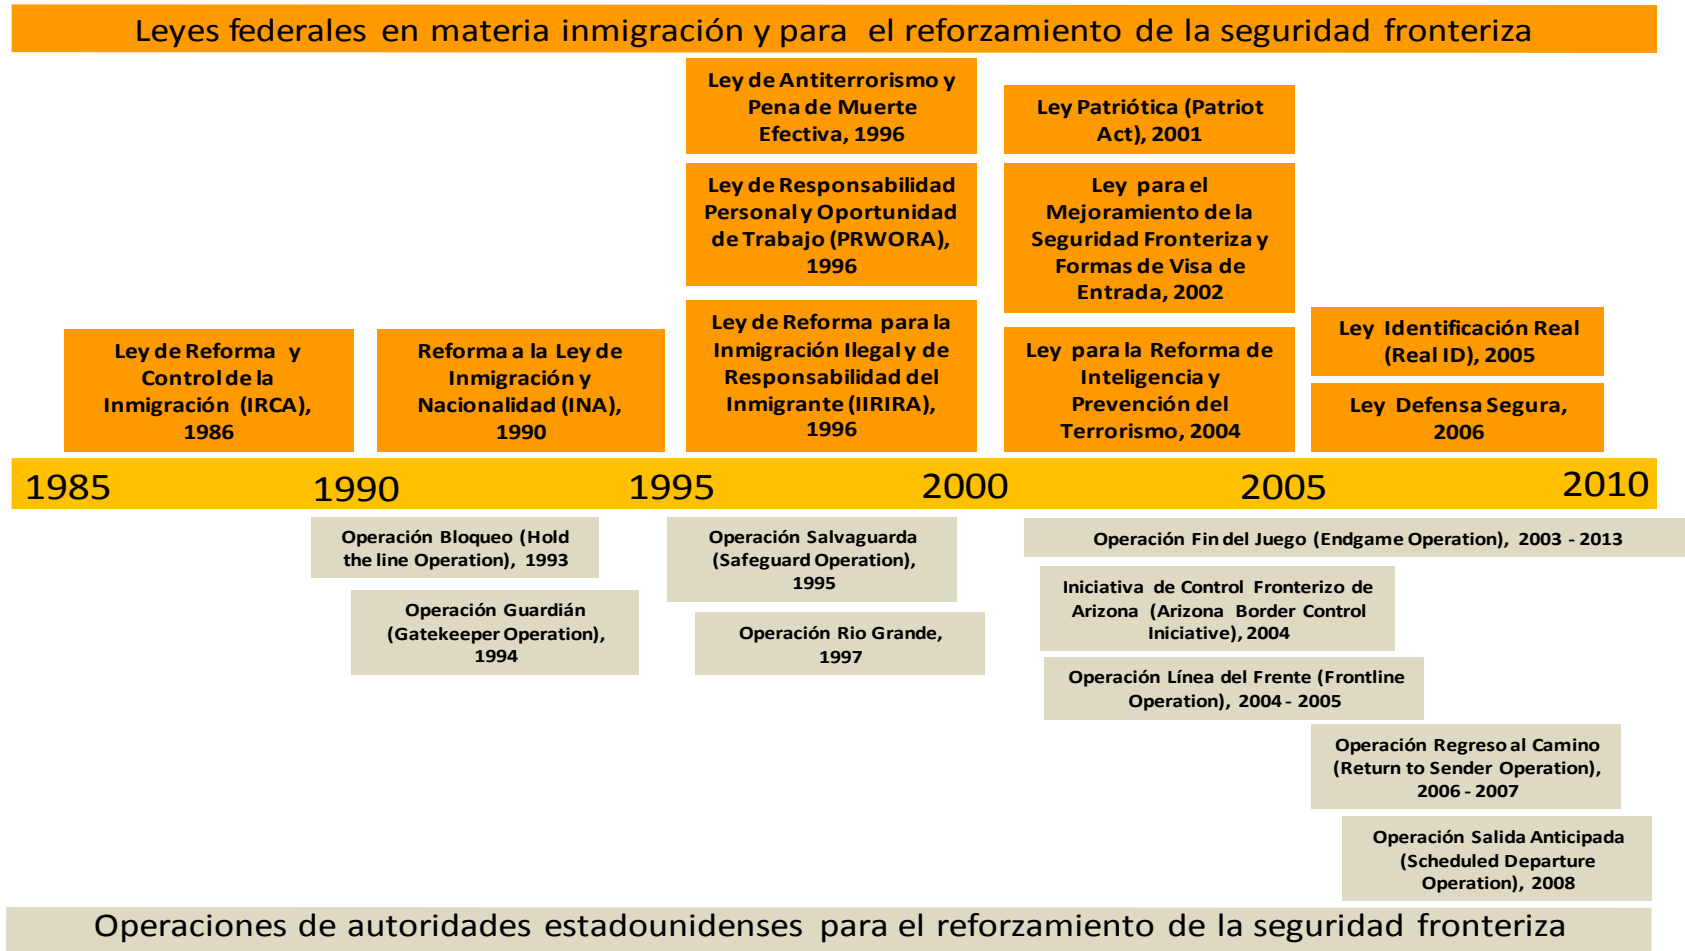 Leyes federales en materia inmigración y para el reforzamiento de la seguridad fronteriza
Ley de Antiterrorismo y
Pena de Muerte
Efectiva, 1996
Ley Patriótica (Patriot
Act), 2001
Ley de Responsabilidad
Personal y Oportunidad
de Trabajo (PRWORA),
1996
Ley para el
Mejoramiento de la
Seguridad Fronteriza y
Formas de Visa de
Entrada, 2002
Ley de Reforma y
Control de la
Inmigración (IRCA),
1986
Reforma a la Ley de
Inmigración y
Nacionalidad (INA),
1990
Ley de Reforma para la
Inmigración Ilegal y de
Responsabilidad del
Inmigrante (IIRIRA),
1996
Ley para la Reforma de
Inteligencia y
Prevención del
Terrorismo, 2004
Ley Identificación Real
(Real ID), 2005
Ley Defensa Segura,
2006
1985 1990 1995 2000 2005 2010
Operación Bloqueo (Hold
the line Operation), 1993
Operación Guardián
(Gatekeeper Operation),
1994
Operación Salvaguarda
(Safeguard Operation),
1995
Operación Rio Grande,
1997
Operación Fin del Juego (Endgame Operation), 2003 - 2013
Iniciativa de Control Fronterizo de
Arizona (Arizona Border Control
Iniciative), 2004
Operación Línea del Frente (Frontline
Operation), 2004 - 2005
Operación Regreso al Camino
(Return to Sender Operation),
2006 - 2007
Operación Salida Anticipada
(Scheduled Departure
Operation), 2008
Operaciones de autoridades estadounidenses para el reforzamiento de la seguridad fronteriza